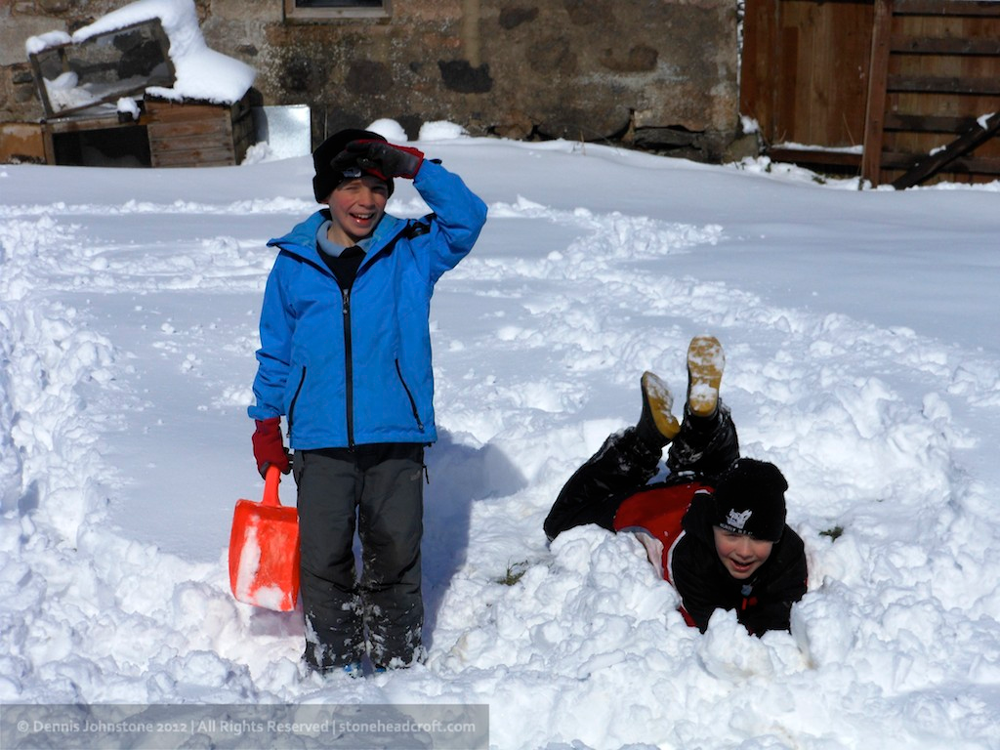 © Dennis Johnstone 2012 | All Rights Reserved | stoneheadcroft.com